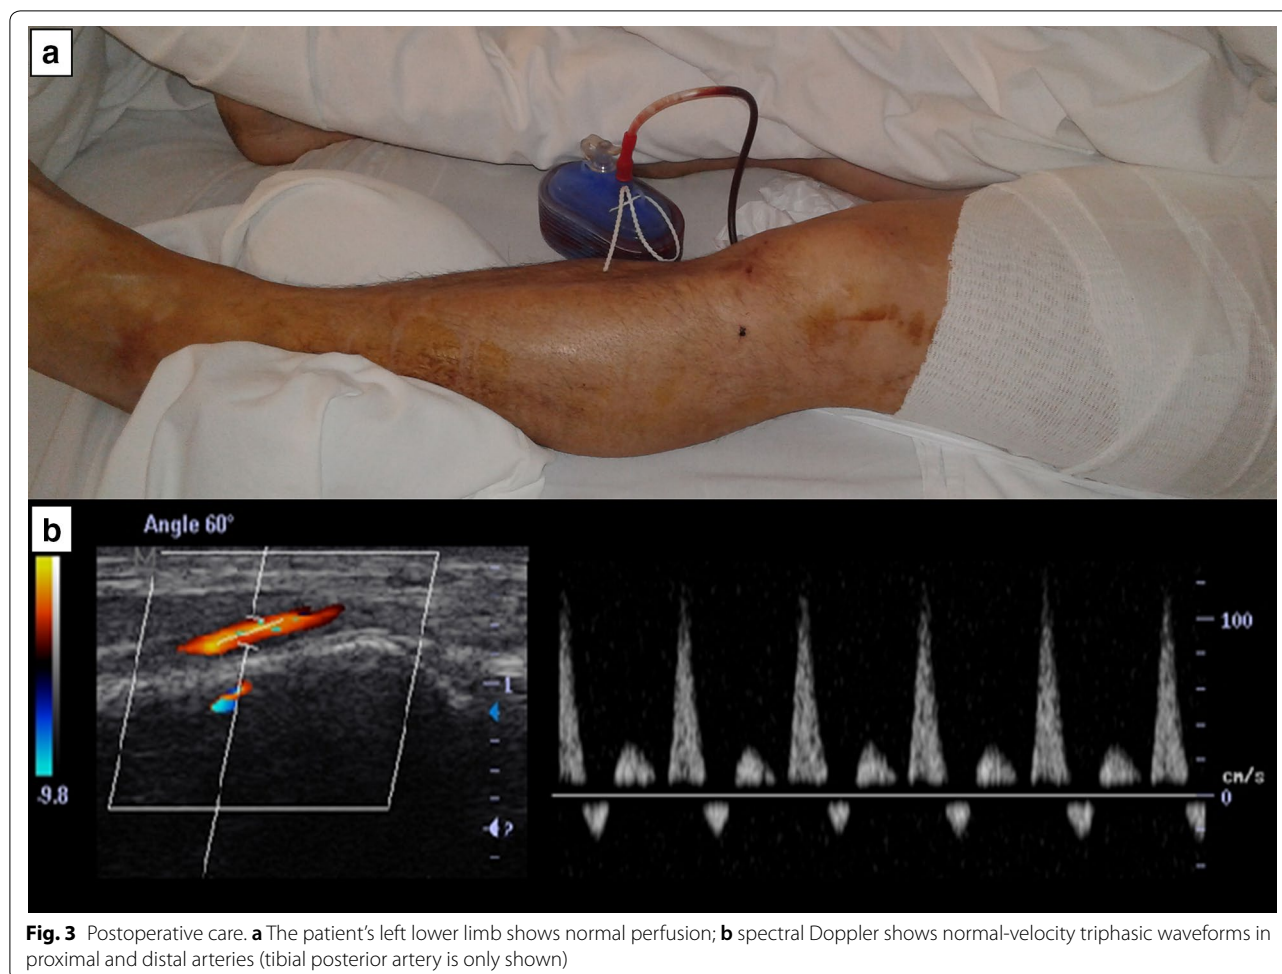 a
b
Angle 60°
M
1
-9.8
2
100
cm/s
0
Fig. 3 Postoperative care. a The patient's left lower limb shows normal perfusion; b spectral Doppler shows normal-velocity triphasic waveforms in
proximal and distal arteries (tibial posterior artery is only shown)